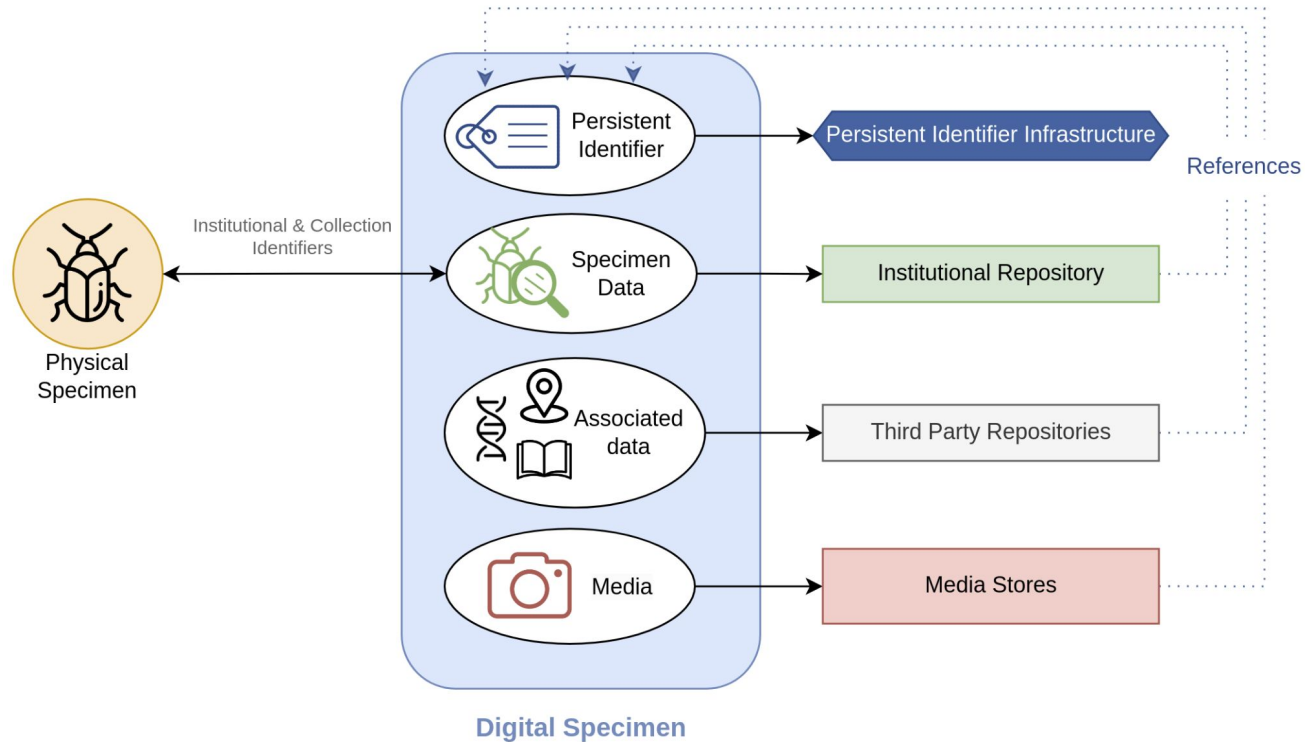 Persistent
Identifier
Persistent Identifier Infrastructure
References
Institutional & Collection
Identifiers
Specimen
Data
Institutional Repository
Physical
Specimen
Associated
data
Third Party Repositories
Media
Media Stores
Digital Specimen